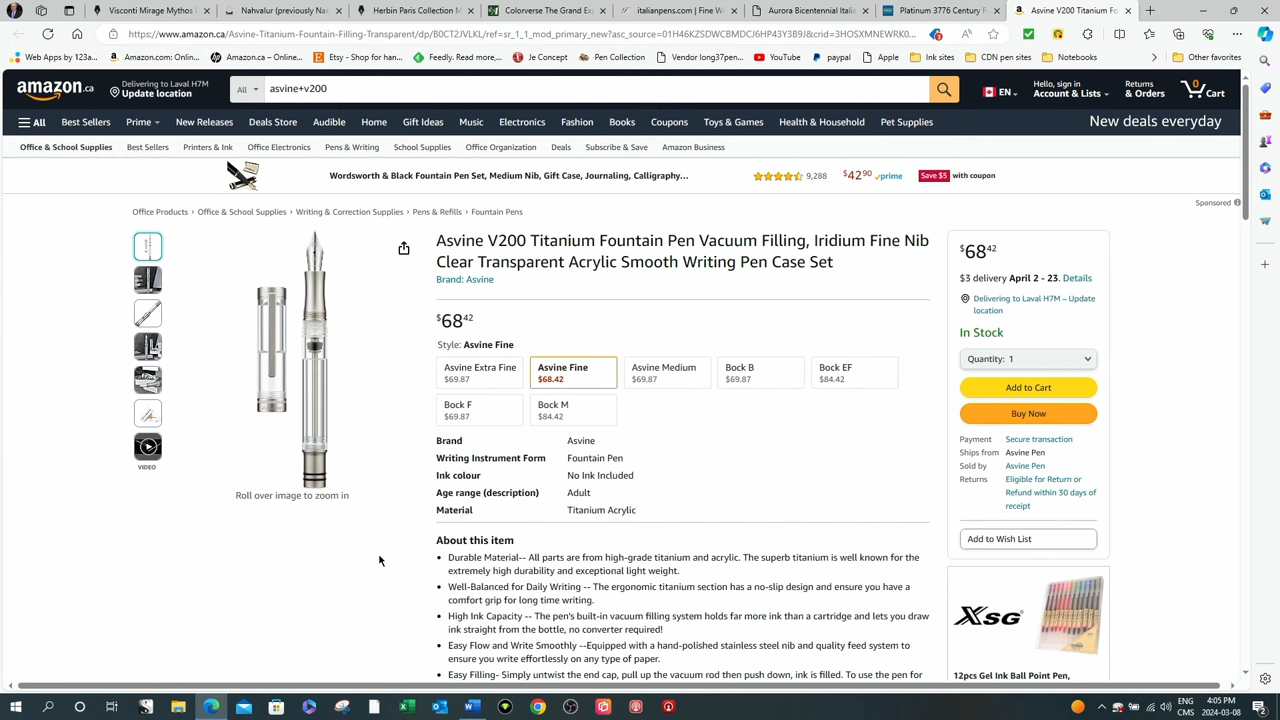 Visconti Mirage Mythos
Nahvalur (previously Na
Herbin Paris Collection M
Colorverse The Grand Ex
italianpens.com | Fine W
Aurora Bicentennial Itali
Platinum 3776 Century F
Asvine V200 Titanium Fo
https://www.amazon.ca/Asvine-Titanium-Fountain-Filling-Transparent/dp/B0CT2JVLKL/ref=sr_1_1_mod_primary_new?asc_source=01H46KZSDWCBMDCJ6HP43Y3B9J&crid=3HOSXMNEWRK0...
Web Apps by 123a...
Amazon.com: Onlin...
Amazon.ca – Online...
Etsy - Shop for han...
Feedly. Read more,...
Je Concept
Pen Collection
Vendor long37pen...
YouTube
paypal
Apple
Ink sites
CDN pen sites
Notebooks
Other favorites
amazon.ca
Delivering to Laval H7M
Update location
All
asvine+v200
EN
Hello, sign in
Account & Lists
Returns
& Orders
0
Cart
All
Best Sellers
Prime
New Releases
Deals Store
Audible
Home
Gift Ideas
Music
Electronics
Fashion
Books
Coupons
Toys & Games
Health & Household
Pet Supplies
New deals everyday
Office & School Supplies
Best Sellers
Printers & Ink
Office Electronics
Pens & Writing
School Supplies
Office Organization
Deals
Subscribe & Save
Amazon Business
Wordsworth & Black Fountain Pen Set, Medium Nib, Gift Case, Journaling, Calligraphy...
9,288
$42 90 prime
Save $5 with coupon
Sponsored
Office Products › Office & School Supplies › Writing & Correction Supplies › Pens & Refills › Fountain Pens
VIDEO
Roll over image to zoom in
Asvine V200 Titanium Fountain Pen Vacuum Filling, Iridium Fine Nib
Clear Transparent Acrylic Smooth Writing Pen Case Set
Brand: Asvine
$68 42
Style: Asvine Fine
Asvine Extra Fine
$69.87
Asvine Fine
$68.42
Asvine Medium
$69.87
Bock B
$69.87
Bock EF
$84.42
Bock F
$69.87
Bock M
$84.42
Brand Asvine
Writing Instrument Form Fountain Pen
Ink colour No Ink Included
Age range (description) Adult
Material Titanium Acrylic
About this item
• Durable Material-- All parts are from high-grade titanium and acrylic. The superb titanium is well known for the
extremely high durability and exceptional light weight.
• Well-Balanced for Daily Writing -- The ergonomic titanium section has a no-slip design and ensure you have a
comfort grip for long time writing.
• High Ink Capacity -- The pen's built-in vacuum filling system holds far more ink than a cartridge and lets you draw
ink straight from the bottle, no converter required!
• Easy Flow and Write Smoothly --Equipped with a hand-polished stainless steel nib and quality feed system to
ensure you write effortlessly on any type of paper.
• Easy Filling- Simply untwist the end cap, pull up the vacuum rod then push down, ink is filled. To use the pen for
$68 42
$3 delivery April 2 - 23. Details
Delivering to Laval H7M – Update
location
In Stock
Quantity: 1
Add to Cart
Buy Now
Payment Secure transaction
Ships from Asvine Pen
Sold by Asvine Pen
Returns Eligible for Return or
Refund within 30 days of
receipt
Add to Wish List
XSG
12pcs Gel Ink Ball Point Pen,
ENG
CMS
4:05 PM
2024-03-08
2